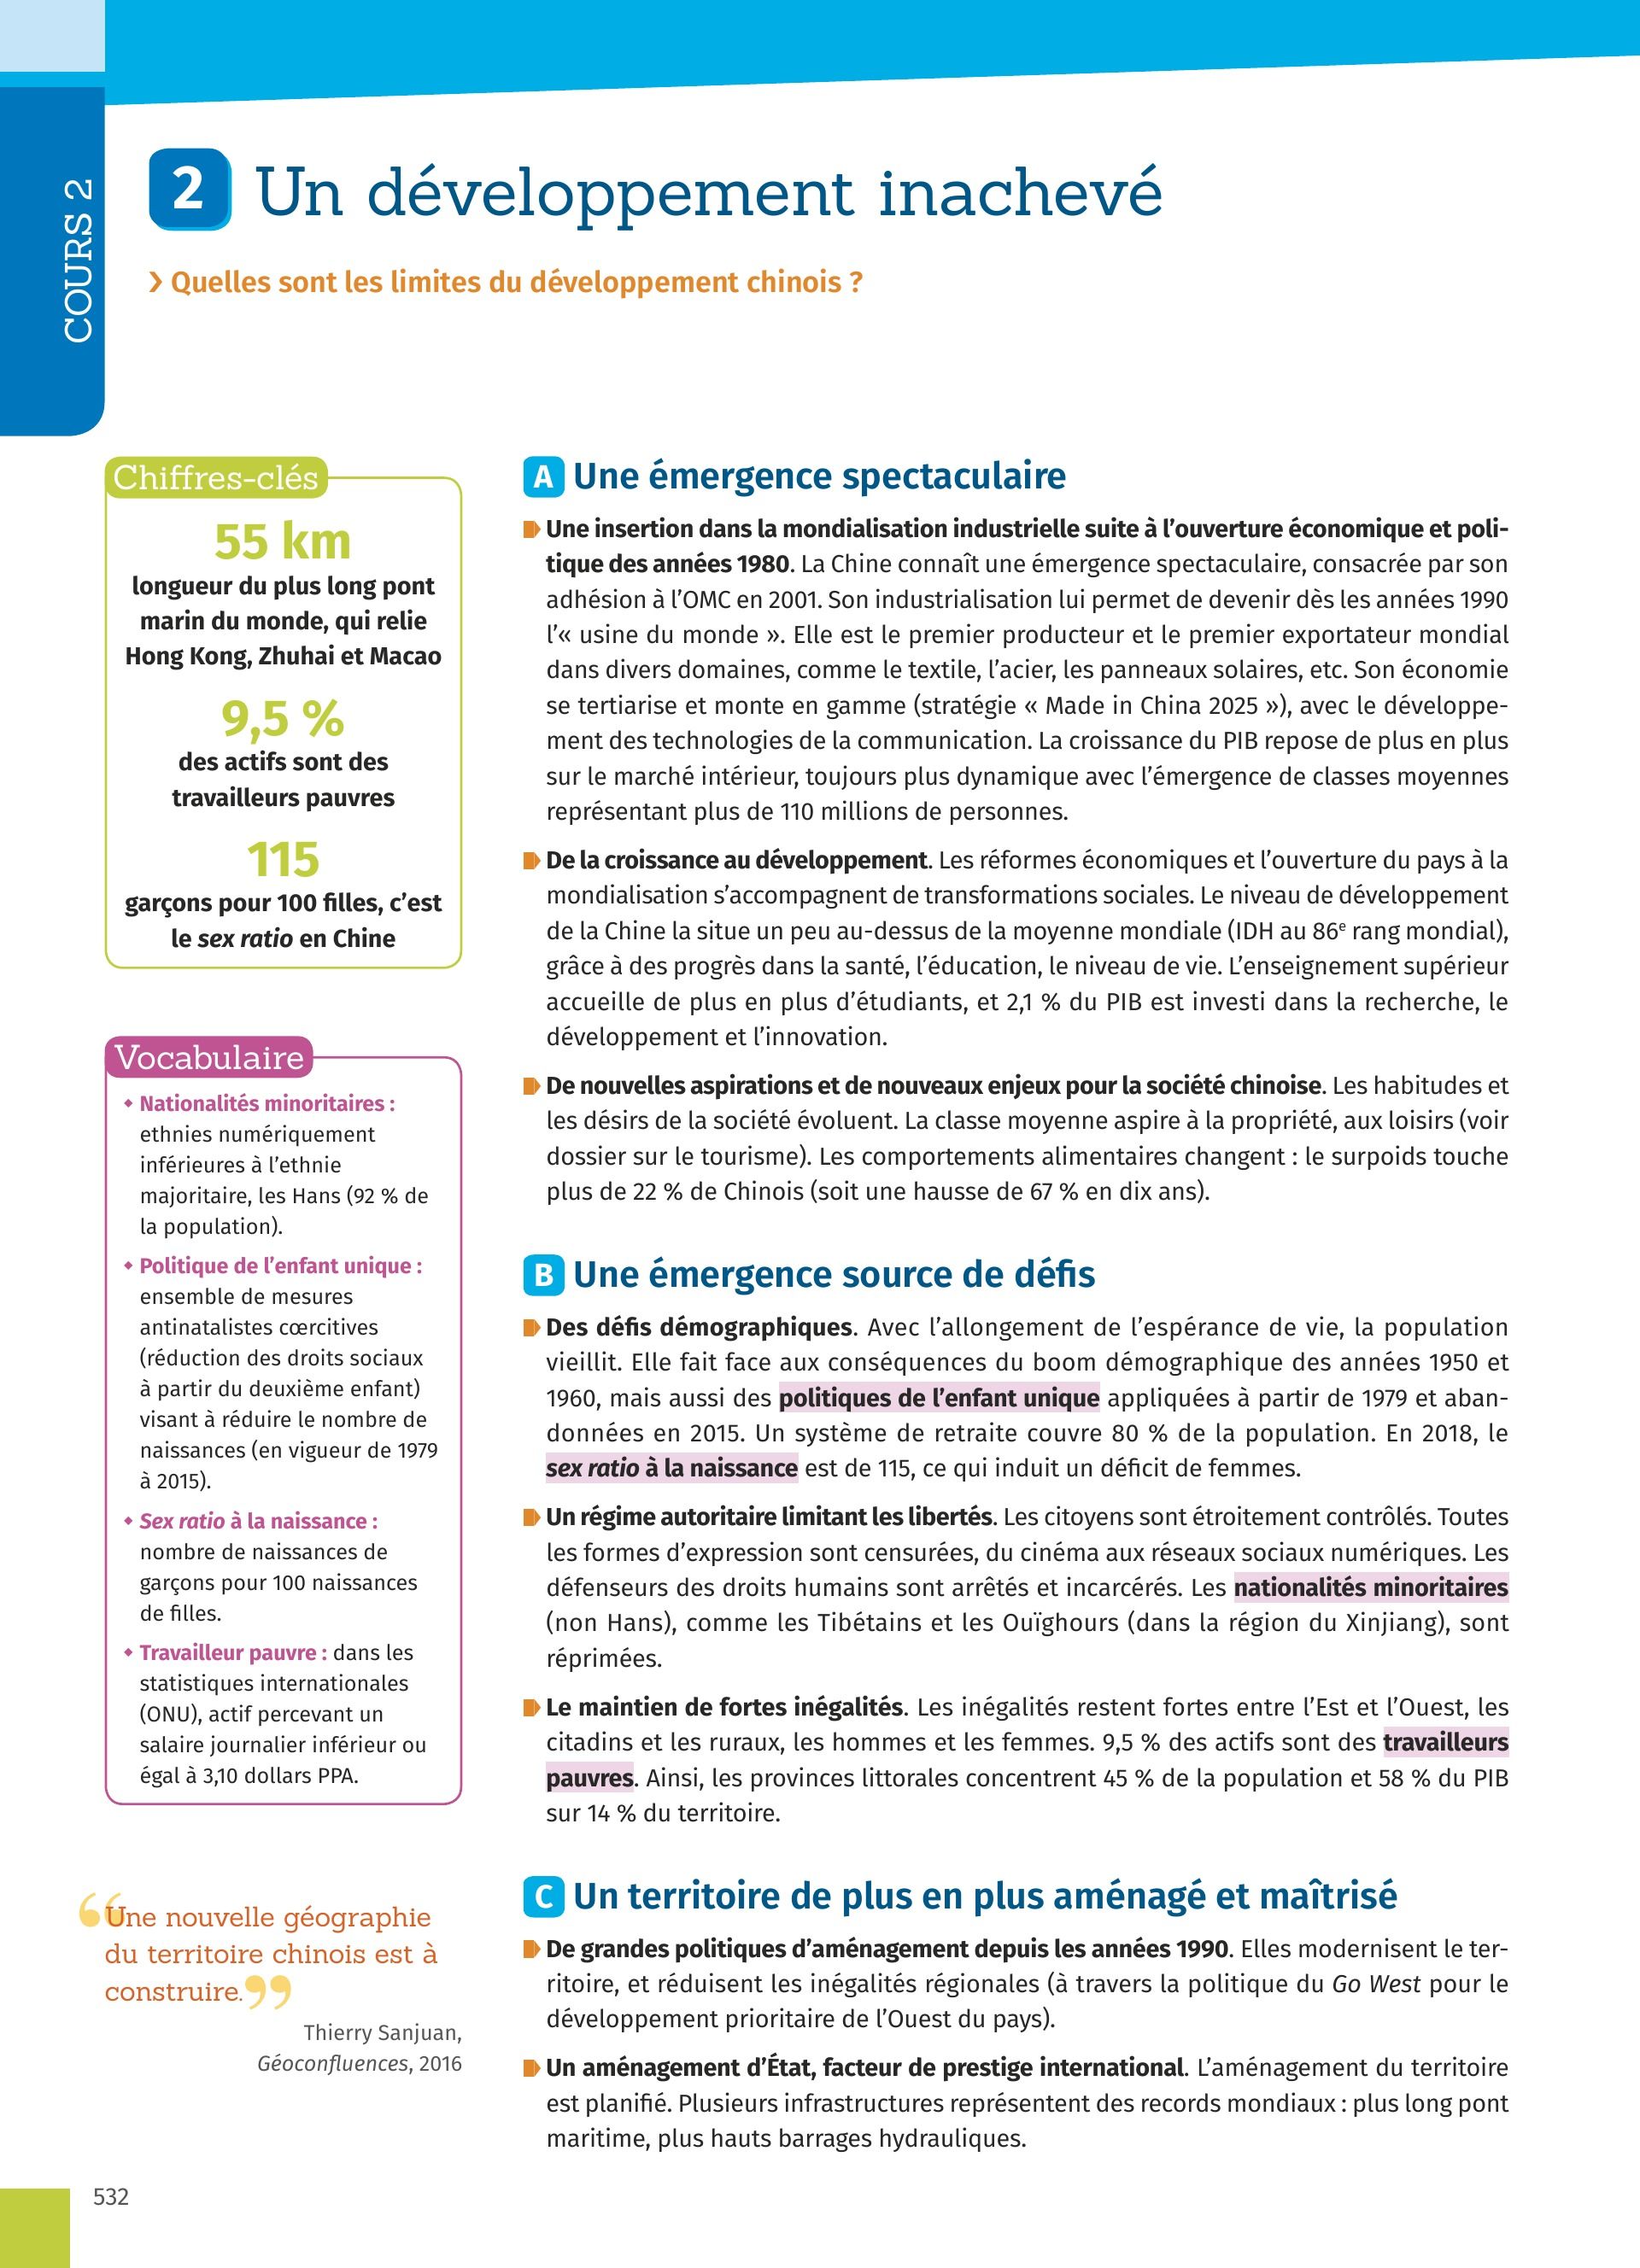 COURS 2
2 Un développement inachevé
› Quelles sont les limites du développement chinois ?
Chiffres-clés
55 km
longueur du plus long pont
marin du monde, qui relie
Hong Kong, Zhuhai et Macao
9,5 %
des actifs sont des
travailleurs pauvres
115
garçons pour 100 filles, c’est
le sex ratio en Chine
Vocabulaire
Nationalités minoritaires :
ethnies numériquement
inférieures à l’ethnie
majoritaire, les Hans (92 % de
la population).
Politique de l’enfant unique :
ensemble de mesures
antinatalistes cœrcitives
(réduction des droits sociaux
à partir du deuxième enfant)
visant à réduire le nombre de
naissances (en vigueur de 1979
à 2015).
Sex ratio à la naissance :
nombre de naissances de
garçons pour 100 naissances
de filles.
Travailleur pauvre : dans les
statistiques internationales
(ONU), actif percevant un
salaire journalier inférieur ou
égal à 3,10 dollars PPA.
“Une nouvelle géographie
du territoire chinois est à
construire.”
Thierry Sanjuan,
Géoconfluences, 2016
A Une émergence spectaculaire
Une insertion dans la mondialisation industrielle suite à l’ouverture économique et poli-
tique des années 1980. La Chine connaît une émergence spectaculaire, consacrée par son
adhésion à l’OMC en 2001. Son industrialisation lui permet de devenir dès les années 1990
l’« usine du monde ». Elle est le premier producteur et le premier exportateur mondial
dans divers domaines, comme le textile, l’acier, les panneaux solaires, etc. Son économie
se tertiarise et monte en gamme (stratégie « Made in China 2025 »), avec le développe-
ment des technologies de la communication. La croissance du PIB repose de plus en plus
sur le marché intérieur, toujours plus dynamique avec l’émergence de classes moyennes
représentant plus de 110 millions de personnes.
De la croissance au développement. Les réformes économiques et l’ouverture du pays à la
mondialisation s’accompagnent de transformations sociales. Le niveau de développement
de la Chine la situe un peu au-dessus de la moyenne mondiale (IDH au 86e rang mondial),
grâce à des progrès dans la santé, l’éducation, le niveau de vie. L’enseignement supérieur
accueille de plus en plus d’étudiants, et 2,1 % du PIB est investi dans la recherche, le
développement et l’innovation.
De nouvelles aspirations et de nouveaux enjeux pour la société chinoise. Les habitudes et
les désirs de la société évoluent. La classe moyenne aspire à la propriété, aux loisirs (voir
dossier sur le tourisme). Les comportements alimentaires changent : le surpoids touche
plus de 22 % de Chinois (soit une hausse de 67 % en dix ans).
B Une émergence source de défis
Des défis démographiques. Avec l’allongement de l’espérance de vie, la population
vieillit. Elle fait face aux conséquences du boom démographique des années 1950 et
1960, mais aussi des politiques de l’enfant unique appliquées à partir de 1979 et aban-
données en 2015. Un système de retraite couvre 80 % de la population. En 2018, le
sex ratio à la naissance est de 115, ce qui induit un déficit de femmes.
Un régime autoritaire limitant les libertés. Les citoyens sont étroitement contrôlés. Toutes
les formes d’expression sont censurées, du cinéma aux réseaux sociaux numériques. Les
défenseurs des droits humains sont arrêtés et incarcérés. Les nationalités minoritaires
(non Hans), comme les Tibétains et les Ouïghours (dans la région du Xinjiang), sont
réprimées.
Le maintien de fortes inégalités. Les inégalités restent fortes entre l’Est et l’Ouest, les
citadins et les ruraux, les hommes et les femmes. 9,5 % des actifs sont des travailleurs
pauvres. Ainsi, les provinces littorales concentrent 45 % de la population et 58 % du PIB
sur 14 % du territoire.
C Un territoire de plus en plus aménagé et maîtrisé
De grandes politiques d’aménagement depuis les années 1990. Elles modernisent le ter-
ritoire, et réduisent les inégalités régionales (à travers la politique du Go West pour le
développement prioritaire de l’Ouest du pays).
Un aménagement d’État, facteur de prestige international. L’aménagement du territoire
est planifié. Plusieurs infrastructures représentent des records mondiaux : plus long pont
maritime, plus hauts barrages hydrauliques.
532